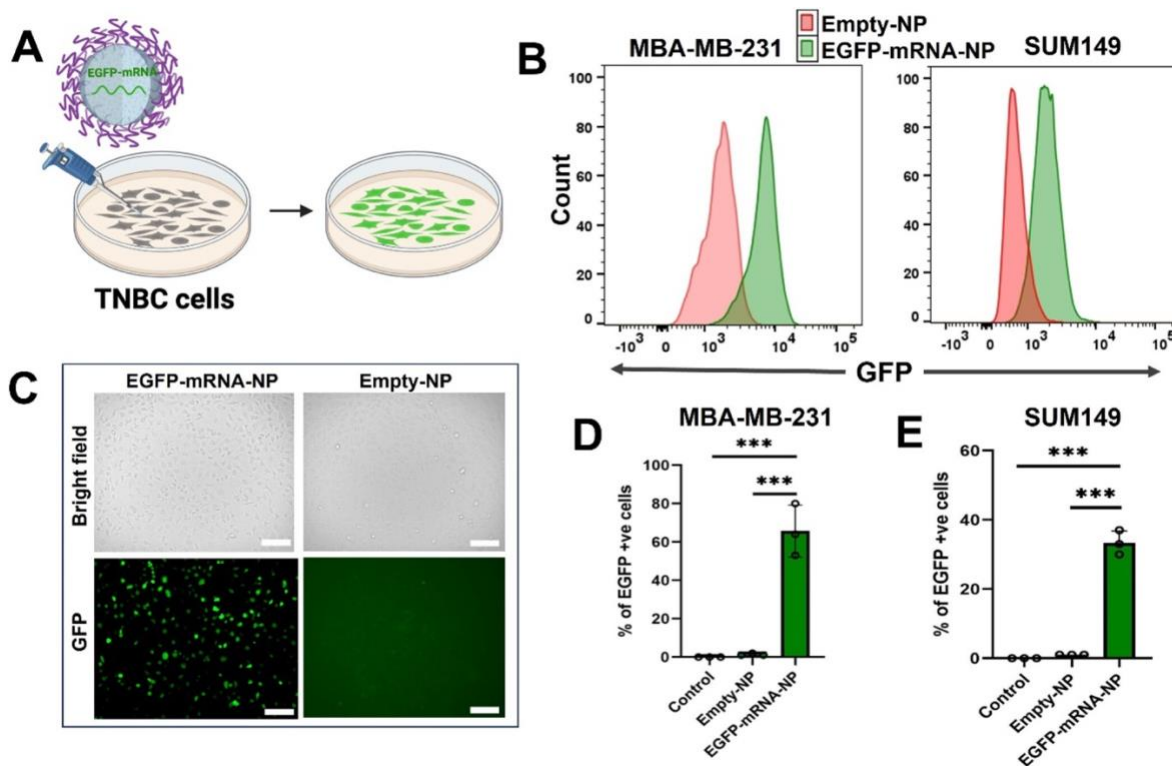 A
EGFP-mRNA
TNBC cells
B
Empty-NP
EGFP-mRNA-NP
MBA-MB-231
SUM149
Count
100
80
60
40
20
0
-10³ 0 10³ 10⁴ 10⁵
100
80
60
40
20
0
-10³ 0 10³ 10⁴ 10⁵
GFP
C
EGFP-mRNA-NP Empty-NP
Bright field
GFP
D
MBA-MB-231
% of EGFP +ve cells
100
80
60
40
20
0
***
***
Control
Empty-NP
EGFP-mRNA-NP
E
SUM149
% of EGFP +ve cells
60
40
20
0
***
***
Control
Empty-NP
EGFP-mRNA-NP